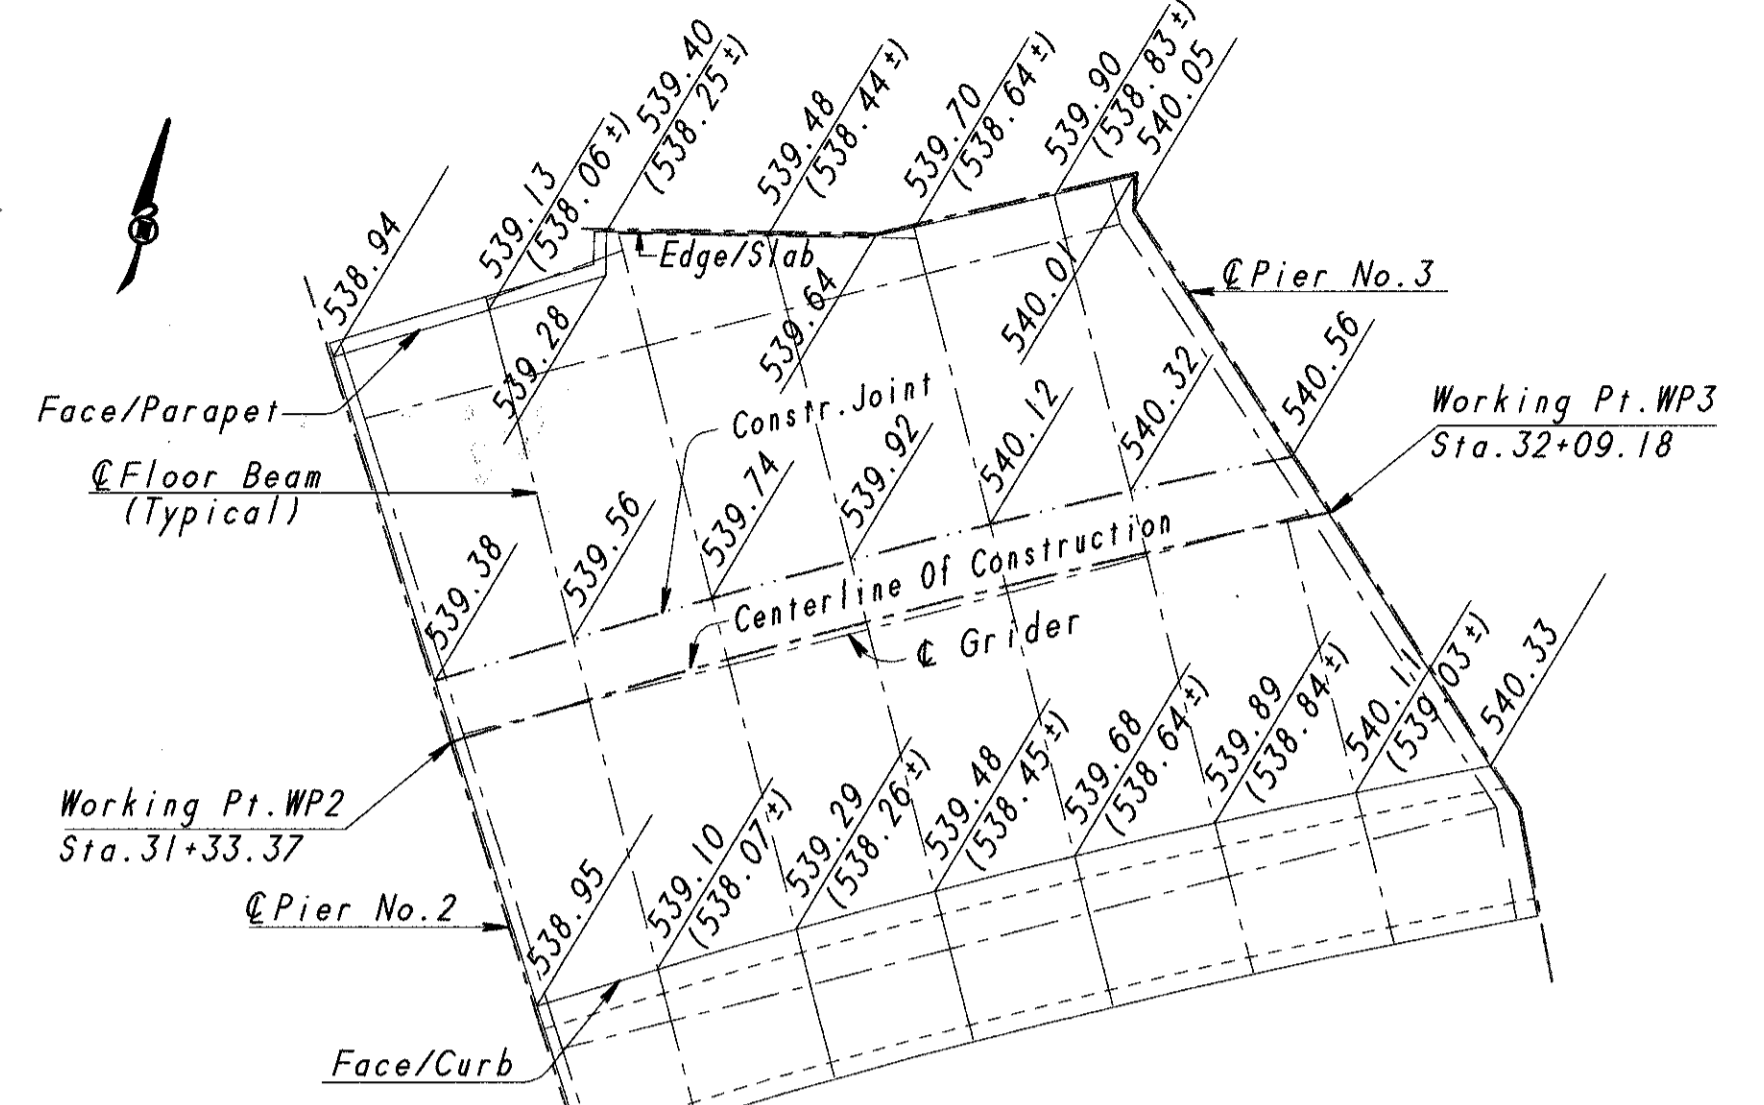 539.40
(538.25±)
539.13
(538.06±)
539.48
(538.44±)
539.70
(538.64±)
539.90
(538.83±)
540.05
538.94
Edge/Slab
539.28
539.64
540.01
℄ Pier No.3
540.56
Face/Parapet
Constr. Joint
Working Pt. WP3
Sta. 32+09.18
℄ Floor Beam
(Typical)
539.38
539.56
539.74
539.92
540.12
540.32
Centerline Of Construction
℄ Grider
Working Pt. WP2
Sta. 31+33.37
℄ Pier No.2
538.95
539.10
(538.07±)
539.29
(538.26±)
539.48
(538.45±)
539.68
(538.64±)
539.89
(538.84±)
540.11
(539.03±)
540.33
Face/Curb